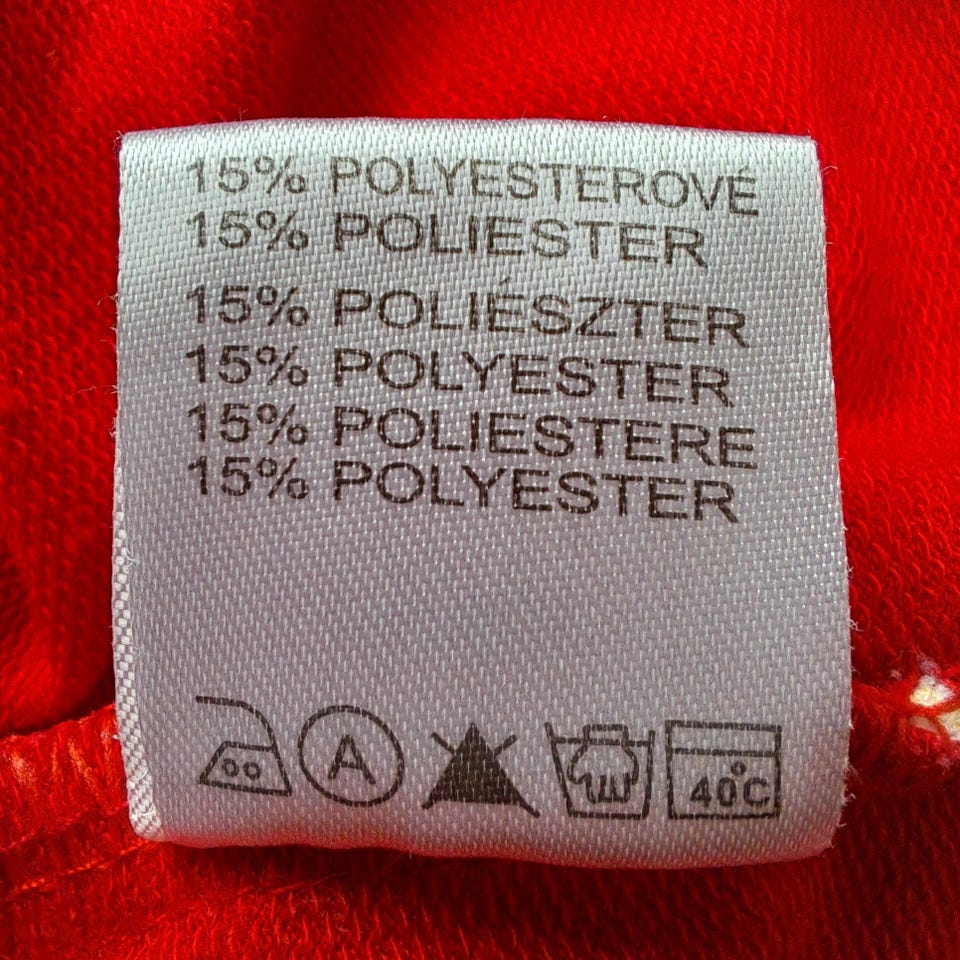 15% POLYESTEROVÉ
15% POLIESTER
15% POLIÉSZTER
15% POLYESTER
15% POLIESTERE
15% POLYESTER
A
40°C